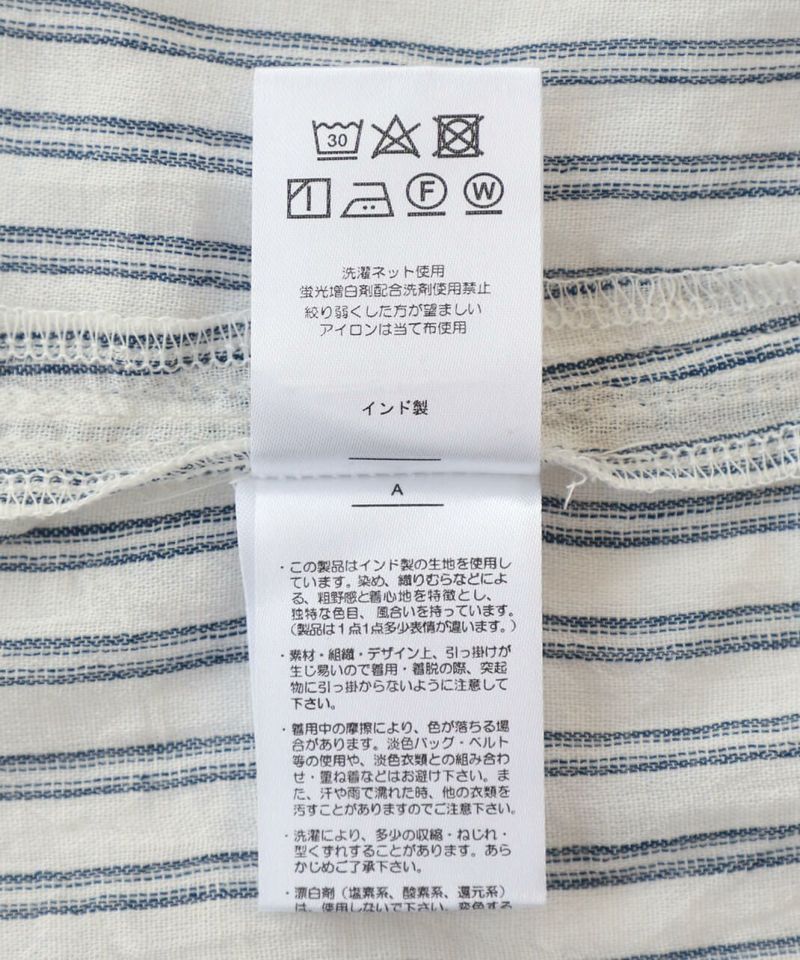 30
F W
洗濯ネット使用
蛍光増白剤配合洗剤使用禁止
絞り弱くした方が望ましい
アイロンは当て布使用
インド製
A
・この製品はインド製の生地を使用し
ています。染め、織りむらなどによ
る、粗野感と着心地を特徴とし、
独特な色目、風合いを持っています。
(製品は1点1点多少表情が違います。)
・素材・組織・デザイン上、引っ掛けが
生じ易いので着用・着脱の際、突起
物に引っ掛からないように注意して
下さい。
・着用中の摩擦により、色が落ちる場
合があります。淡色バッグ・ベルト
等の使用や、淡色衣類との組み合わ
せ・重ね着などはお避け下さい。ま
た、汗や雨で濡れた時、他の衣類を
汚すことがありますのでご注意下さい。
・洗濯により、多少の収縮・ねじれ・
型くずれすることがあります。あら
かじめご了承下さい。
・漂白剤(塩素系、酸素系、還元系)
は、使用しないで下さい。変色する